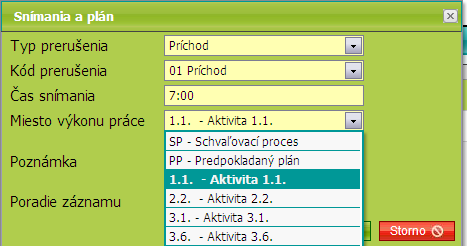 Snímania a plán
Typ prerušenia Príchod
Kód prerušenia 01 Príchod
Čas snímania 7:00
Miesto výkonu práce 1.1. - Aktivita 1.1.
SP - Schvaľovací proces
Poznámka PP - Predpokladaný plán
1.1. - Aktivita 1.1.
Poradie záznamu 2.2. - Aktivita 2.2.
3.1. - Aktivita 3.1. Storno
3.6. - Aktivita 3.6.